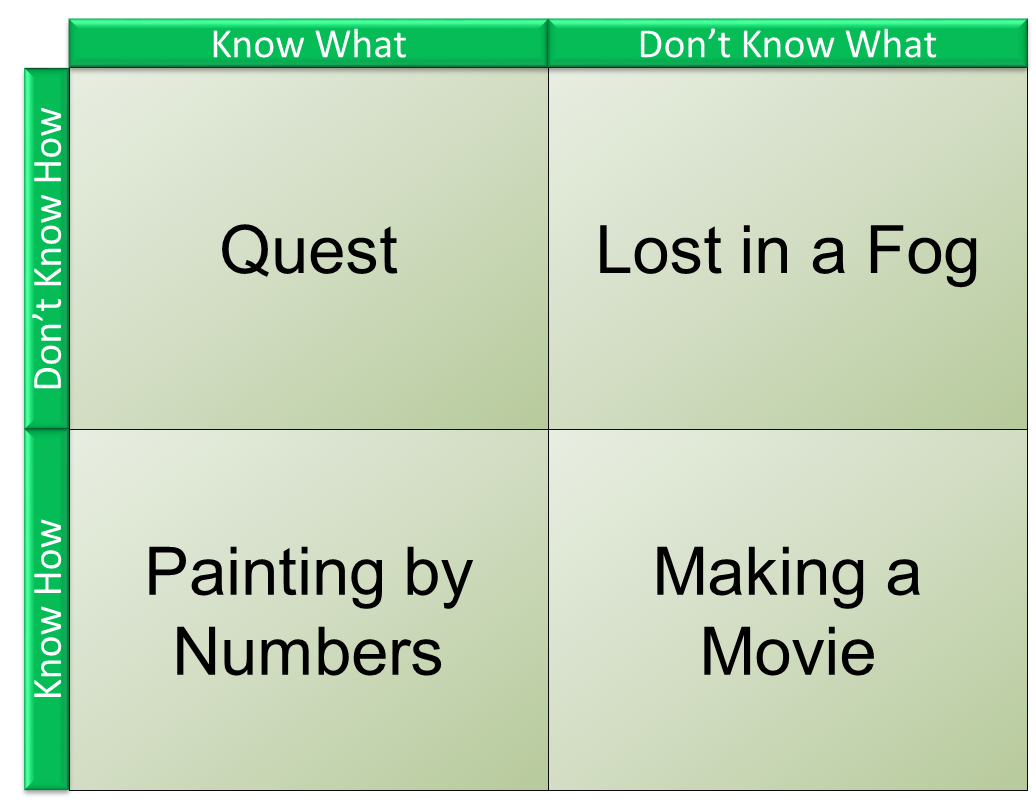 Know What
Don’t Know What
Don’t Know How
Quest
Lost in a Fog
Know How
Painting by
Numbers
Making a
Movie